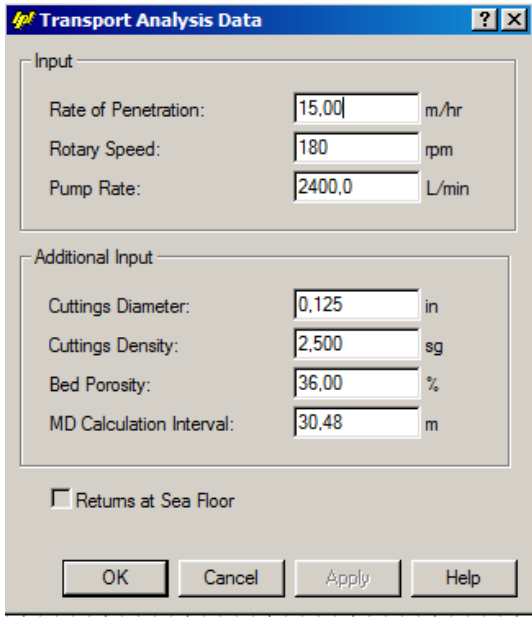 Transport Analysis Data ? X
Input
Rate of Penetration: 15,00 m/hr
Rotary Speed: 180 rpm
Pump Rate: 2400,0 L/min
Additional Input
Cuttings Diameter: 0,125 in
Cuttings Density: 2,500 sg
Bed Porosity: 36,00 %
MD Calculation Interval: 30,48 m
Returns at Sea Floor
OK Cancel Apply Help